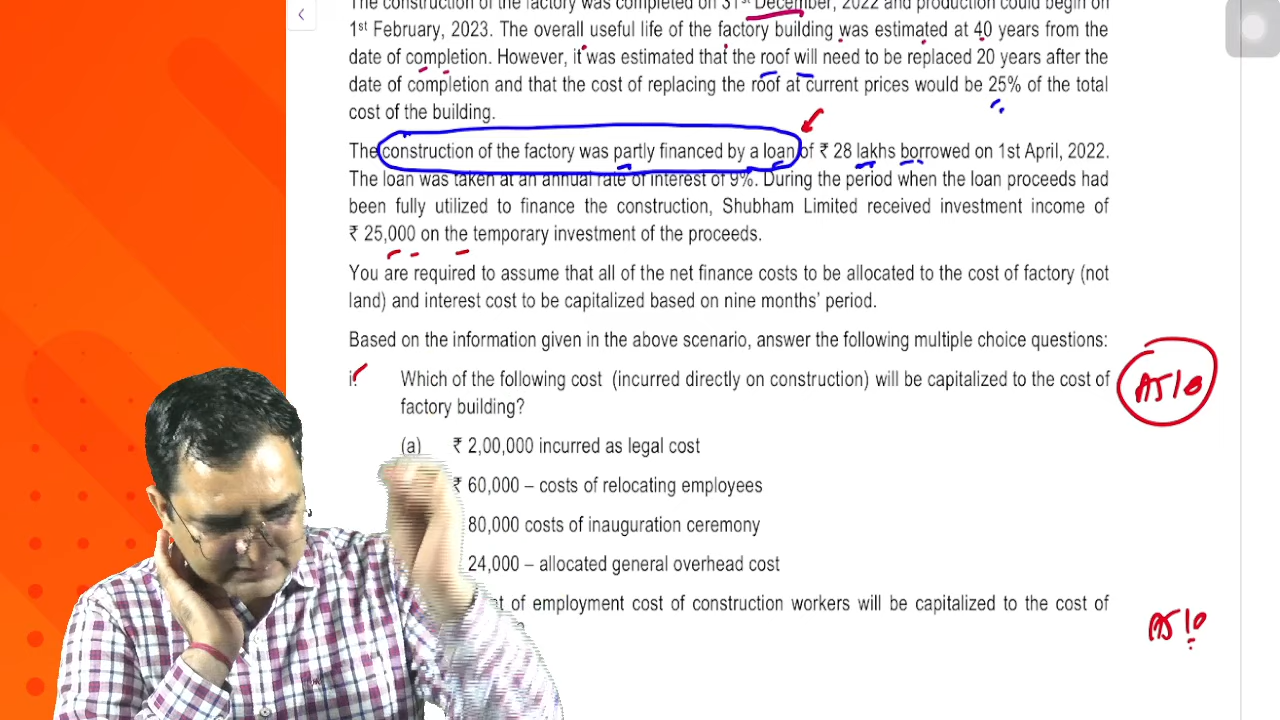 The construction of the factory was completed on 31st December, 2022 and production could begin on
1st February, 2023. The overall useful life of the factory building was estimated at 40 years from the
date of completion. However, it was estimated that the roof will need to be replaced 20 years after the
date of completion and that the cost of replacing the roof at current prices would be 25% of the total
cost of the building.
The construction of the factory was partly financed by a loan of ₹ 28 lakhs borrowed on 1st April, 2022.
The loan was taken at an annual rate of interest of 9%. During the period when the loan proceeds had
been fully utilized to finance the construction, Shubham Limited received investment income of
₹ 25,000 on the temporary investment of the proceeds.
You are required to assume that all of the net finance costs to be allocated to the cost of factory (not
land) and interest cost to be capitalized based on nine months' period.
Based on the information given in the above scenario, answer the following multiple choice questions:
i. Which of the following cost (incurred directly on construction) will be capitalized to the cost of
factory building?
AS10
(a) ₹ 2,00,000 incurred as legal cost
₹ 60,000 – costs of relocating employees
80,000 costs of inauguration ceremony
24,000 – allocated general overhead cost
of employment cost of construction workers will be capitalized to the cost of
AS10